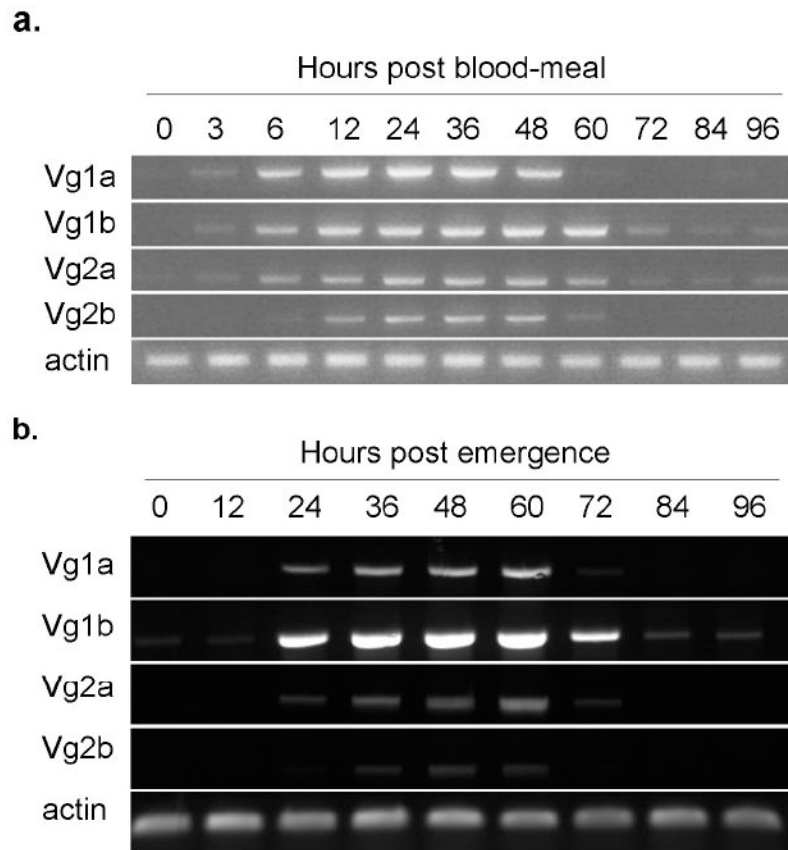 a.
Hours post blood-meal
0 3 6 12 24 36 48 60 72 84 96
Vg1a
Vg1b
Vg2a
Vg2b
actin
b.
Hours post emergence
0 12 24 36 48 60 72 84 96
Vg1a
Vg1b
Vg2a
Vg2b
actin